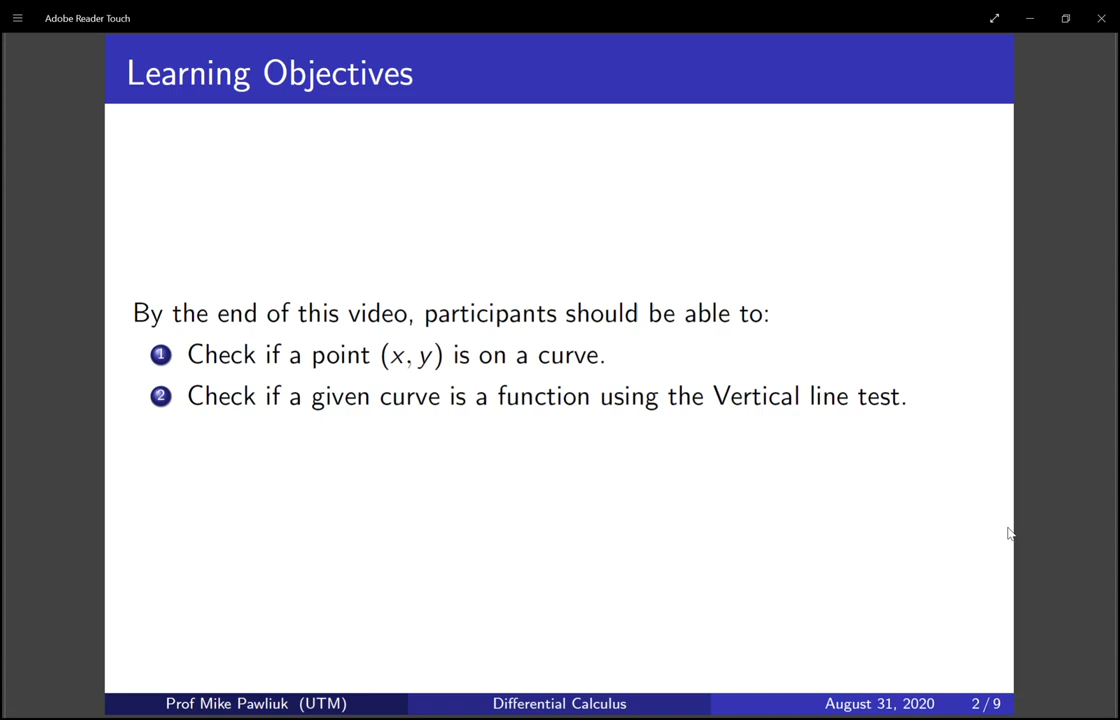 Adobe Reader Touch
Learning Objectives
By the end of this video, participants should be able to:
1 Check if a point (x, y) is on a curve.
2 Check if a given curve is a function using the Vertical line test.
Prof Mike Pawliuk (UTM) Differential Calculus August 31, 2020 2 / 9